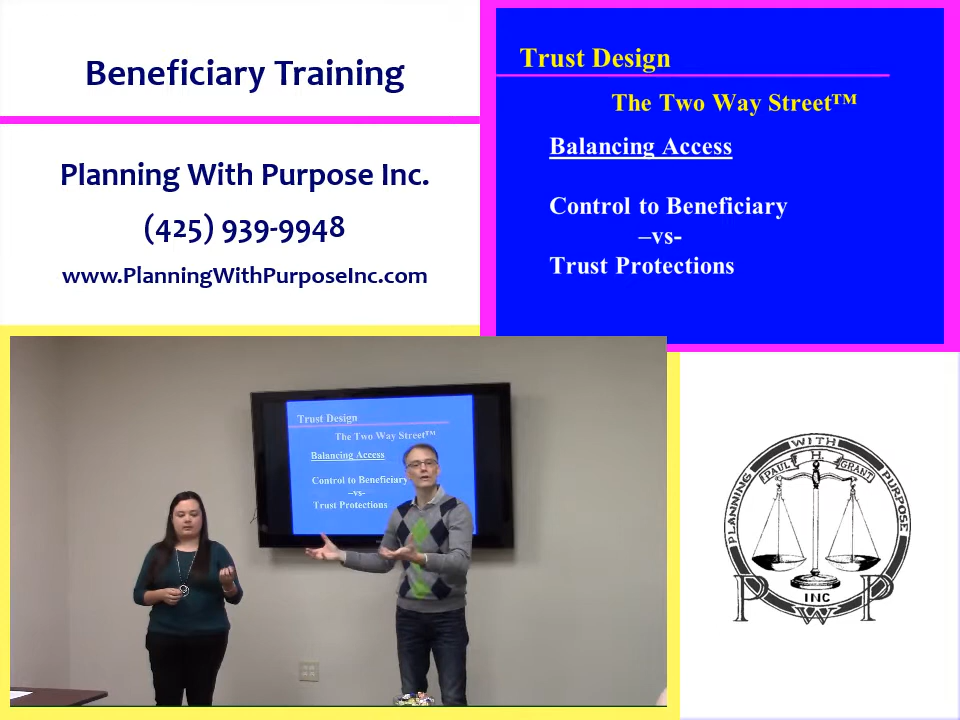 Beneficiary Training
Planning With Purpose Inc.
(425) 939-9948
www.PlanningWithPurposeInc.com
Trust Design
The Two Way Street™
Balancing Access
Control to Beneficiary
–vs-
Trust Protections
Trust Design
The Two Way Street™
Balancing Access
Control to Beneficiary
–vs-
Trust Protections
PLANNING WITH PURPOSE
PAUL H. GRANT
INC
PWP